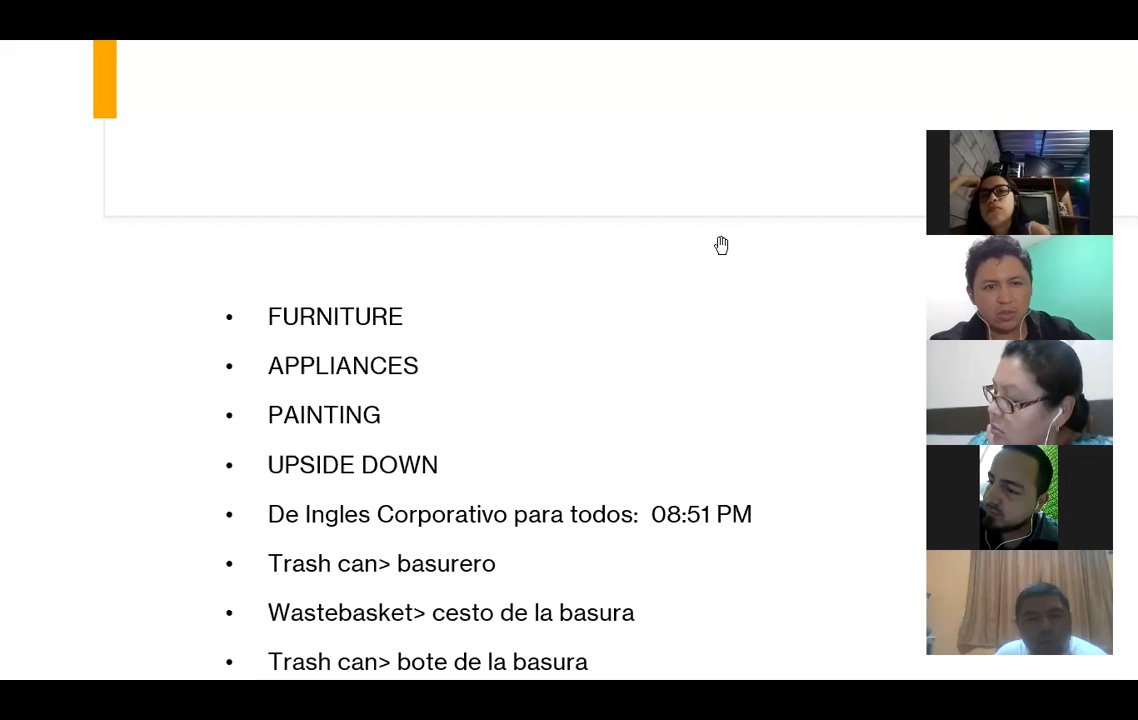 FURNITURE
APPLIANCES
PAINTING
UPSIDE DOWN
De Ingles Corporativo para todos:  08:51 PM
Trash can> basurero
Wastebasket> cesto de la basura
Trash can> bote de la basura